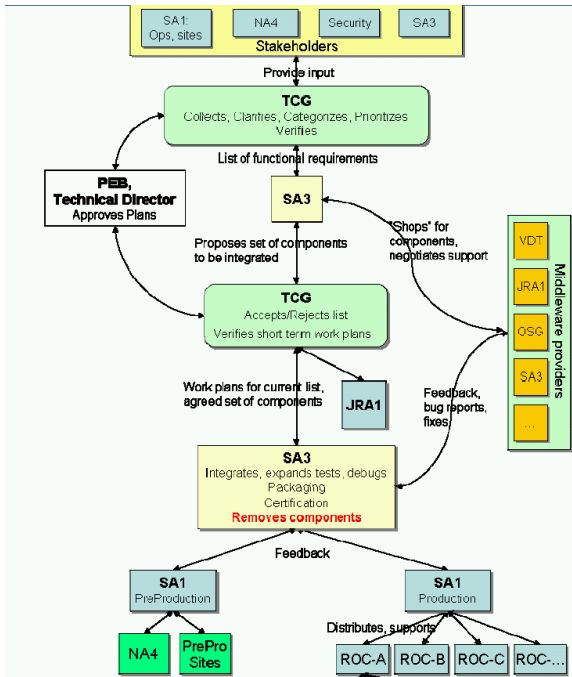 SA1:
Ops, sites
NA4
Security
SA3
Stakeholders
Provide input
TCG
Collects, Clarifies, Categorizes, Prioritizes
Verifies
List of functional requirements
PEB,
Technical Director
Approves Plans
SA3
"Shops" for
components,
negotiates support
Proposes set of components
to be integrated
Middleware providers
VDT
JRA1
OSG
SA3
...
TCG
Accepts/Rejects list
Verifies short term work plans
Work plans for current list,
agreed set of components
JRA1
Feedback,
bug reports,
fixes
SA3
Integrates, expands tests, debugs
Packaging
Certification
Removes components
Feedback
SA1
PreProduction
SA1
Production
Distributes, supports
NA4
PrePro
Sites
ROC-A
ROC-B
ROC-C
ROC-...